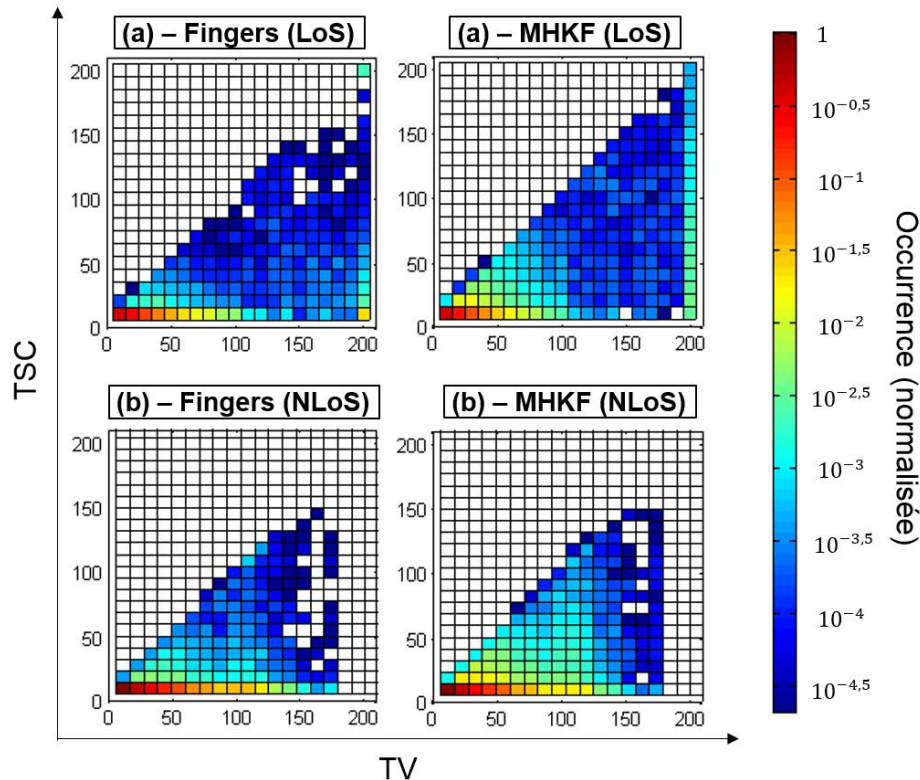 (a) – Fingers (LoS)
(a) – MHKF (LoS)
200
150
100
50
0
0 50 100 150 200
200
150
100
50
0
0 50 100 150 200
(b) – Fingers (NLoS)
(b) – MHKF (NLoS)
200
150
100
50
0
0 50 100 150 200
200
150
100
50
0
0 50 100 150 200
TSC
TV
1
10^−0,5
10^−1
10^−1,5
10^−2
10^−2,5
10^−3
10^−3,5
10^−4
10^−4,5
Occurrence (normalisée)